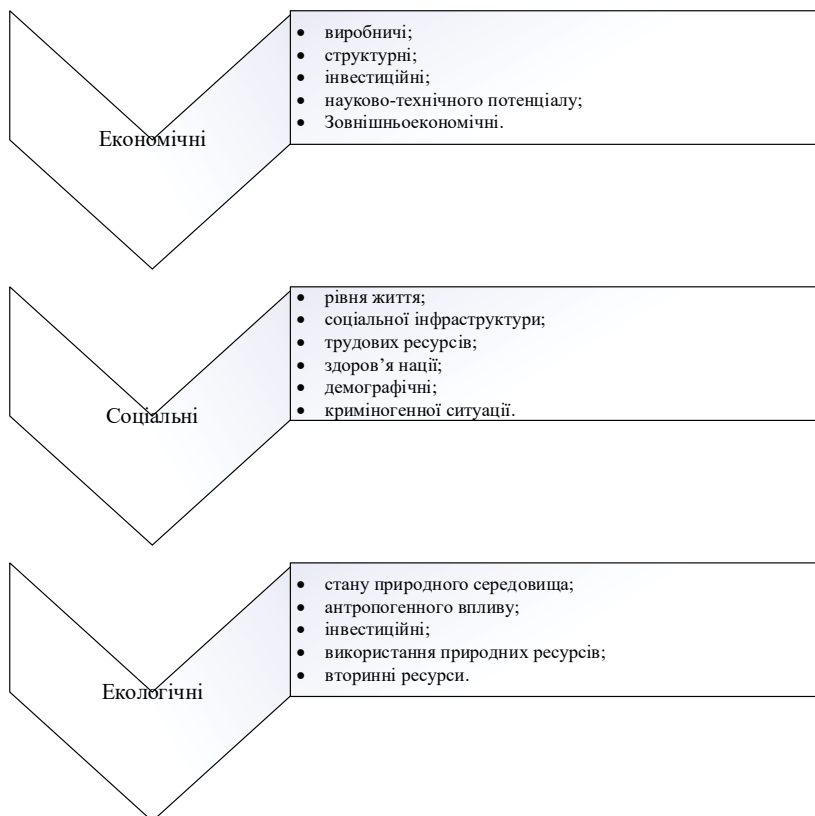 Економічні
• виробничі;
• структурні;
• інвестиційні;
• науково-технічного потенціалу;
• Зовнішньоекономічні.
Соціальні
• рівня життя;
• соціальної інфраструктури;
• трудових ресурсів;
• здоров’я нації;
• демографічні;
• криміногенної ситуації.
Екологічні
• стану природного середовища;
• антропогенного впливу;
• інвестиційні;
• використання природних ресурсів;
• вторинні ресурси.